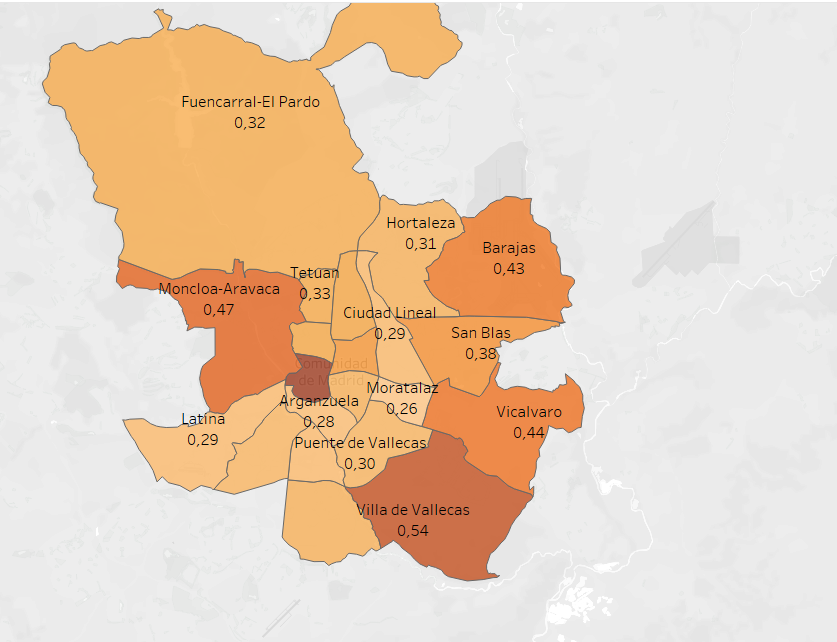 Fuencarral-El Pardo
0,32
Hortaleza
0,31
Barajas
0,43
Tetuan
0,33
Moncloa-Aravaca
0,47
Ciudad Lineal
0,29
San Blas
0,38
Comunidad
de Madrid
Moratalaz
0,26
Arganzuela
0,28
Vicalvaro
0,44
Latina
0,29
Puente de Vallecas
0,30
Villa de Vallecas
0,54